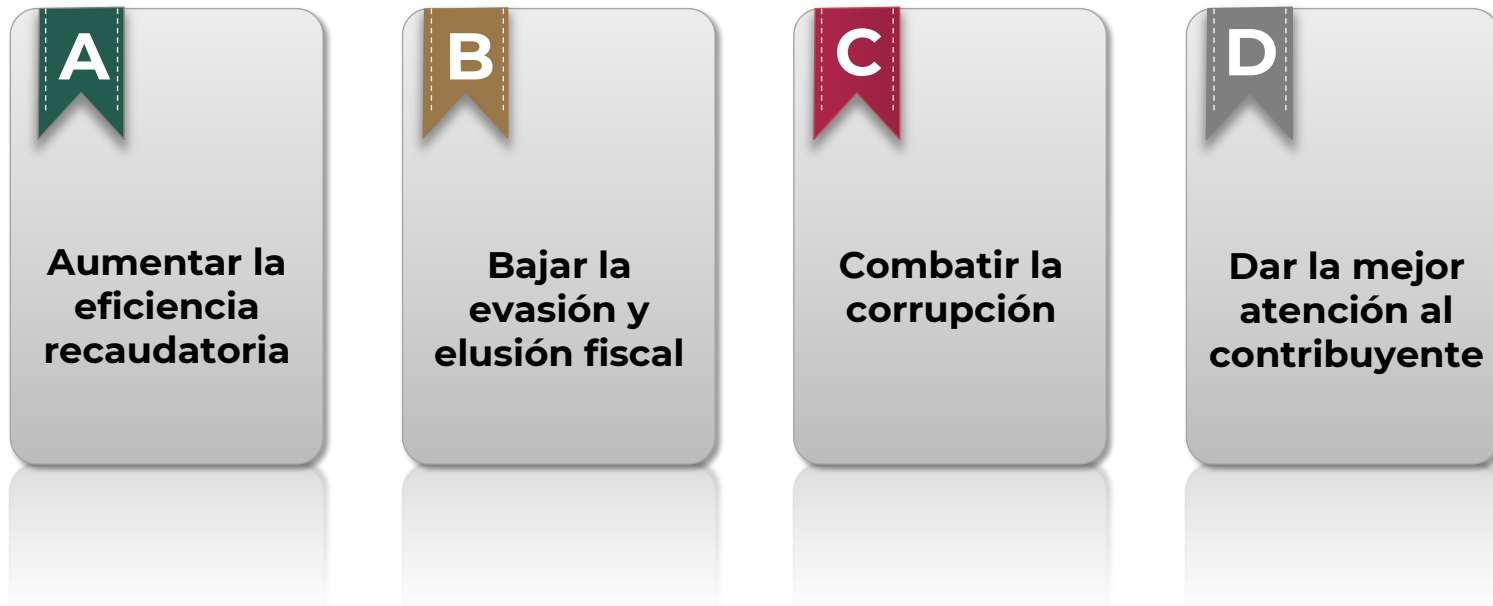 A
Aumentar la
eficiencia
recaudatoria
B
Bajar la
evasión y
elusión fiscal
C
Combatir la
corrupción
D
Dar la mejor
atención al
contribuyente